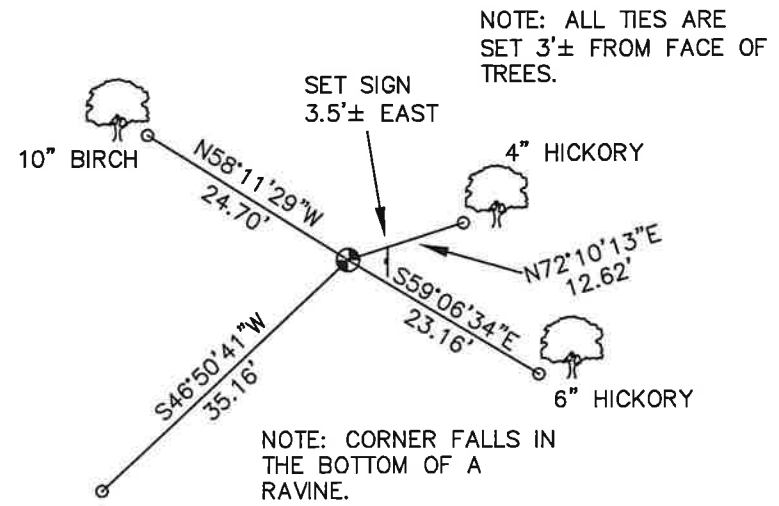 NOTE: ALL TIES ARE
SET 3'± FROM FACE OF
TREES.
SET SIGN
3.5'± EAST
10" BIRCH
N58°11'29"W
24.70'
4" HICKORY
N72°10'13"E
12.62'
S59°06'34"E
23.16'
6" HICKORY
S46°50'41"W
35.16'
NOTE: CORNER FALLS IN
THE BOTTOM OF A
RAVINE.